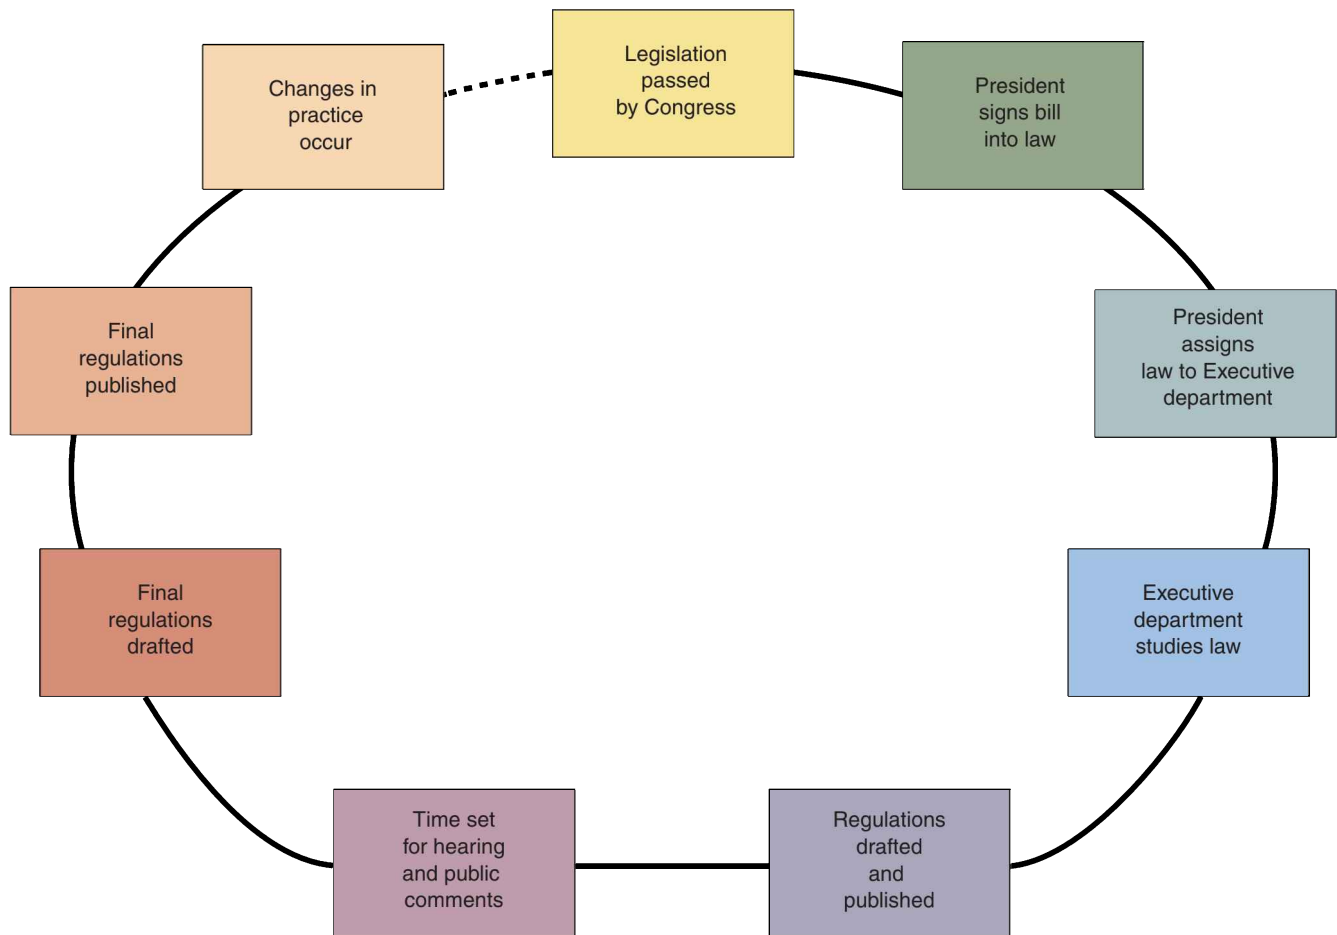 Legislation
passed
by Congress
President
signs bill
into law
President
assigns
law to Executive
department
Executive
department
studies law
Regulations
drafted
and
published
Time set
for hearing
and public
comments
Final
regulations
drafted
Final
regulations
published
Changes in
practice
occur